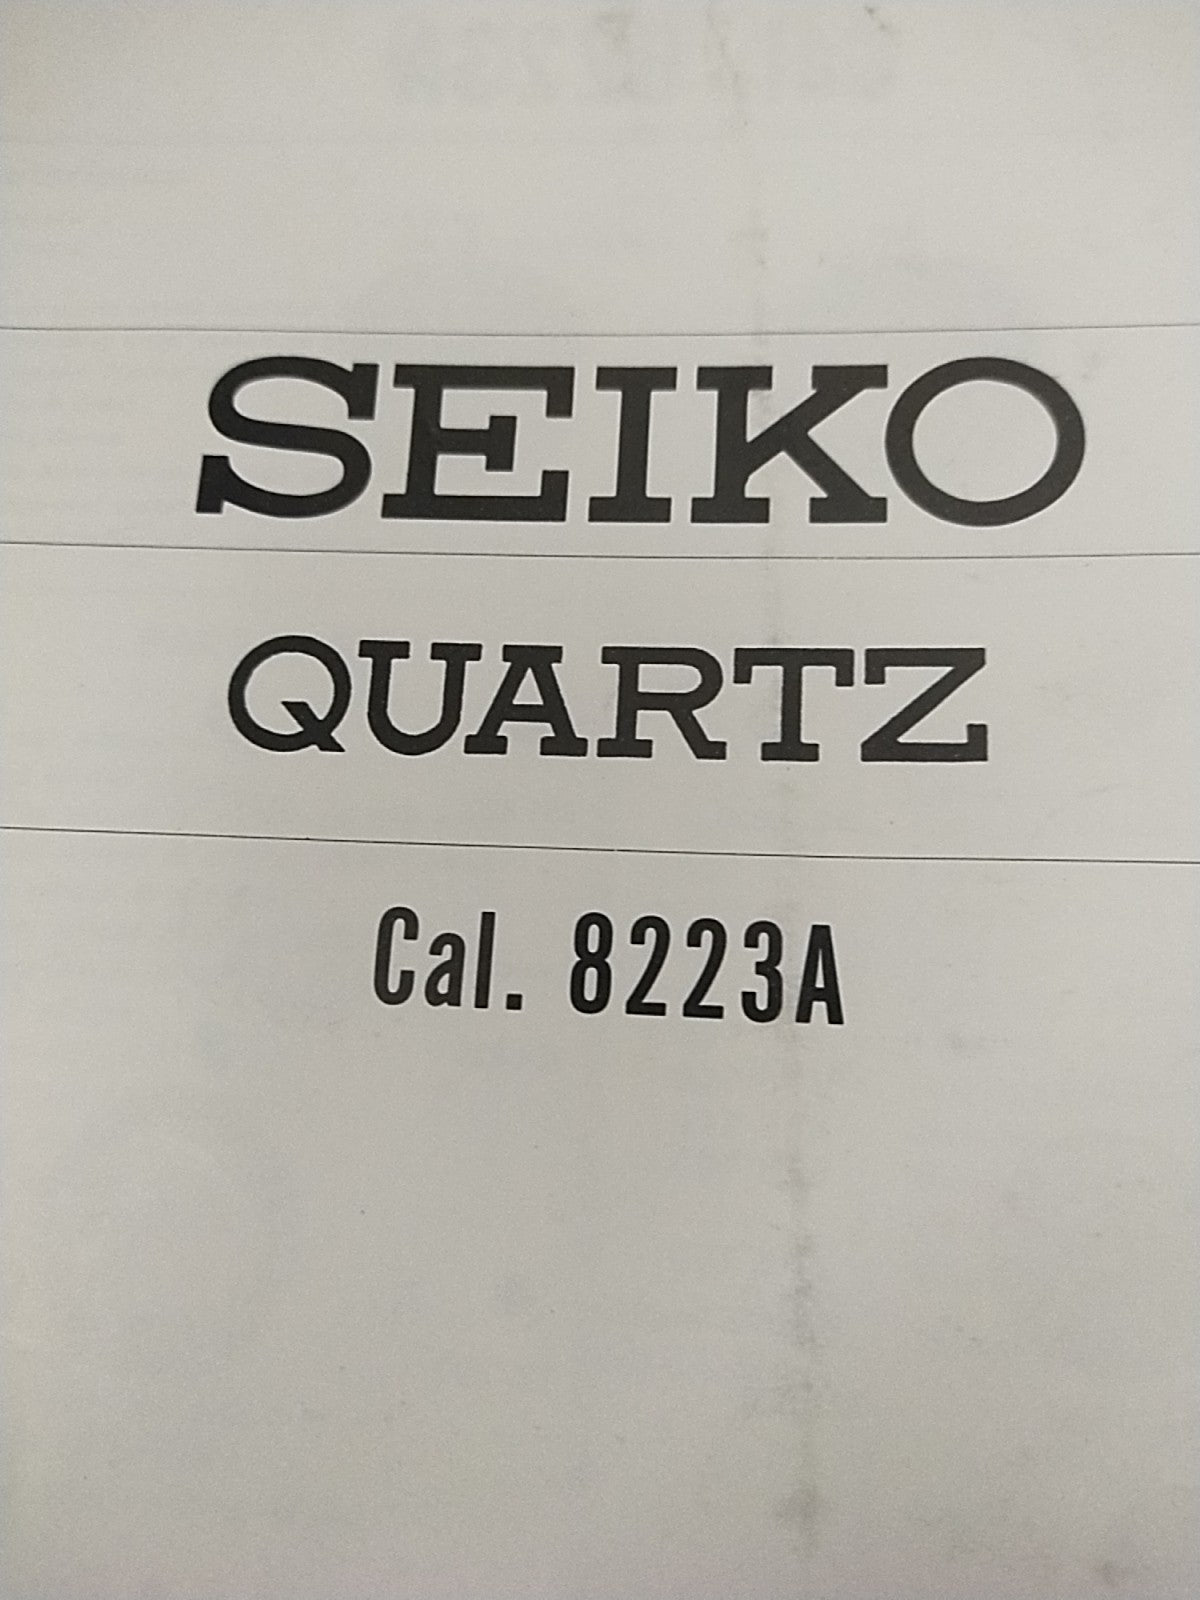 SEIKO
QUARTZ
Cal. 8223A